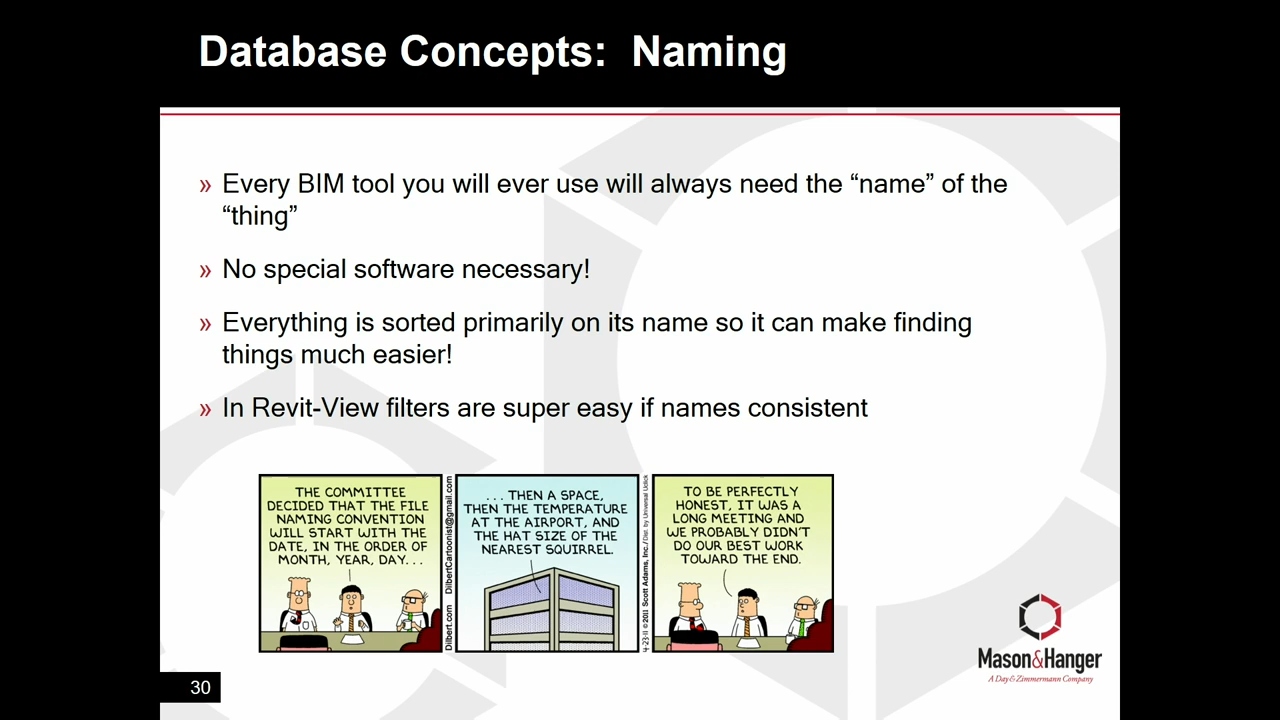 Database Concepts: Naming
» Every BIM tool you will ever use will always need the “name” of the
“thing”
» No special software necessary!
» Everything is sorted primarily on its name so it can make finding
things much easier!
» In Revit-View filters are super easy if names consistent
THE COMMITTEE
DECIDED THAT THE FILE
NAMING CONVENTION
WILL START WITH THE
DATE, IN THE ORDER OF
MONTH, YEAR, DAY...
Dilbert.com DilbertCartoonist@gmail.com
...THEN A SPACE,
THEN THE TEMPERATURE
AT THE AIRPORT, AND
THE HAT SIZE OF THE
NEAREST SQUIRREL.
4-23-11 ©2011 Scott Adams, Inc./Dist. by Universal Uclick
TO BE PERFECTLY
HONEST, IT WAS A
LONG MEETING AND
WE PROBABLY DIDN'T
DO OUR BEST WORK
TOWARD THE END.
Mason&Hanger
A Day & Zimmermann Company
30